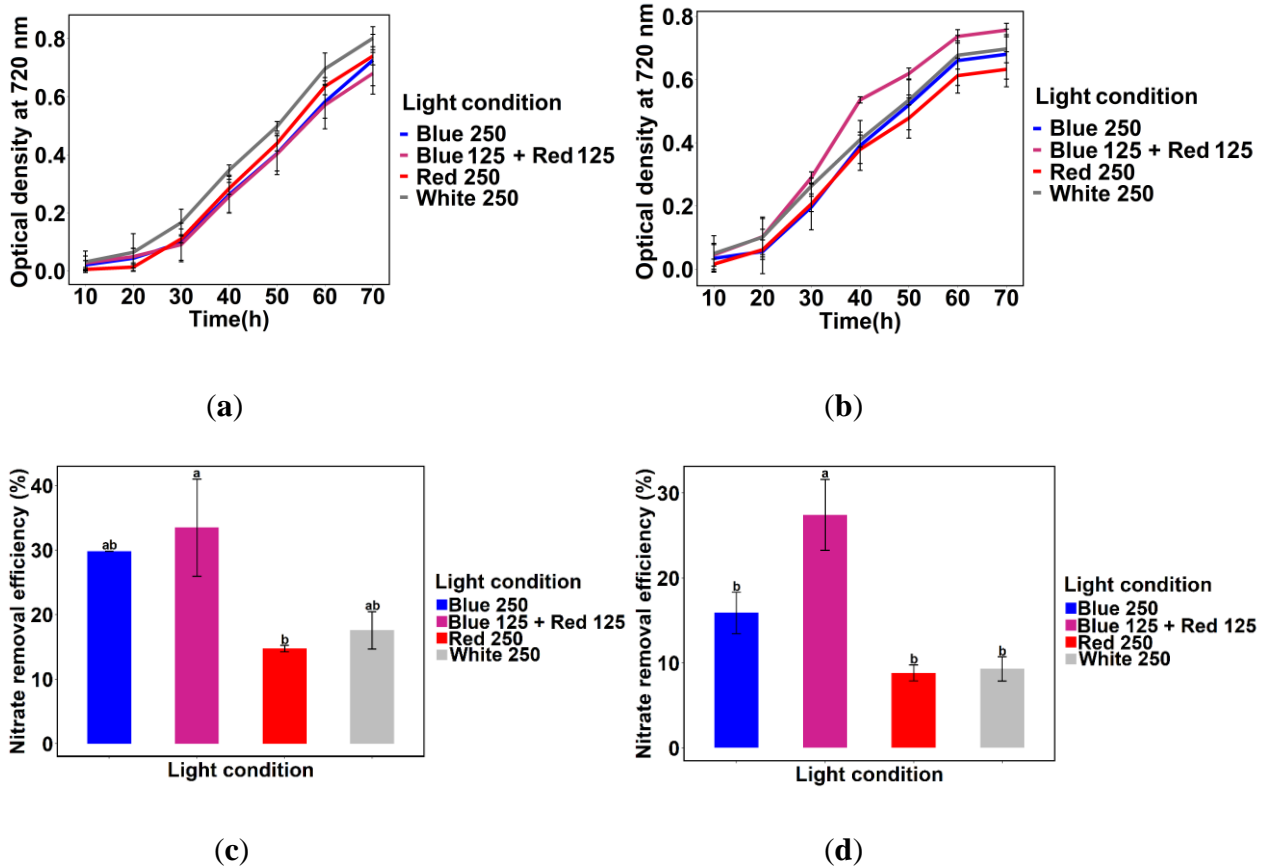 Optical density at 720 nm
0.8
0.6
0.4
0.2
0.0
10 20 30 40 50 60 70
Time(h)
Light condition
Blue 250
Blue 125 + Red 125
Red 250
White 250
(a)
Optical density at 720 nm
0.8
0.6
0.4
0.2
0.0
10 20 30 40 50 60 70
Time(h)
Light condition
Blue 250
Blue 125 + Red 125
Red 250
White 250
(b)
Nitrate removal efficiency (%)
40
30
20
10
0
ab a b ab
Light condition
Light condition
Blue 250
Blue 125 + Red 125
Red 250
White 250
(c)
Nitrate removal efficiency (%)
30
20
10
0
b a b b
Light condition
Light condition
Blue 250
Blue 125 + Red 125
Red 250
White 250
(d)